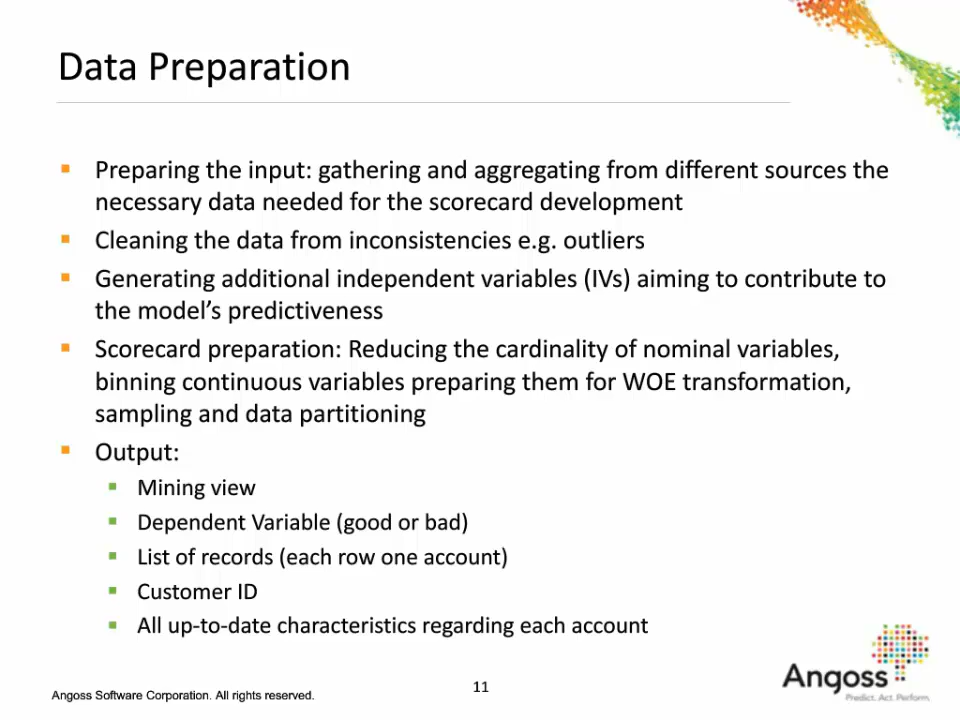 Data Preparation
Preparing the input: gathering and aggregating from different sources the
necessary data needed for the scorecard development
Cleaning the data from inconsistencies e.g. outliers
Generating additional independent variables (IVs) aiming to contribute to
the model’s predictiveness
Scorecard preparation: Reducing the cardinality of nominal variables,
binning continuous variables preparing them for WOE transformation,
sampling and data partitioning
Output:
Mining view
Dependent Variable (good or bad)
List of records (each row one account)
Customer ID
All up-to-date characteristics regarding each account
Angoss
Predict. Act. Perform.
11
Angoss Software Corporation. All rights reserved.